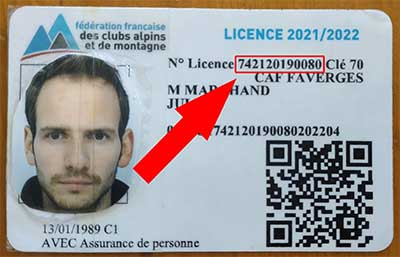 fédération française
des clubs alpins
et de montagne
LICENCE 2021/2022
N° Licence 742120190080 Clé 70
CAF FAVERGES
M
742120190080202204
13/01/1989 C1
AVEC Assurance de personne